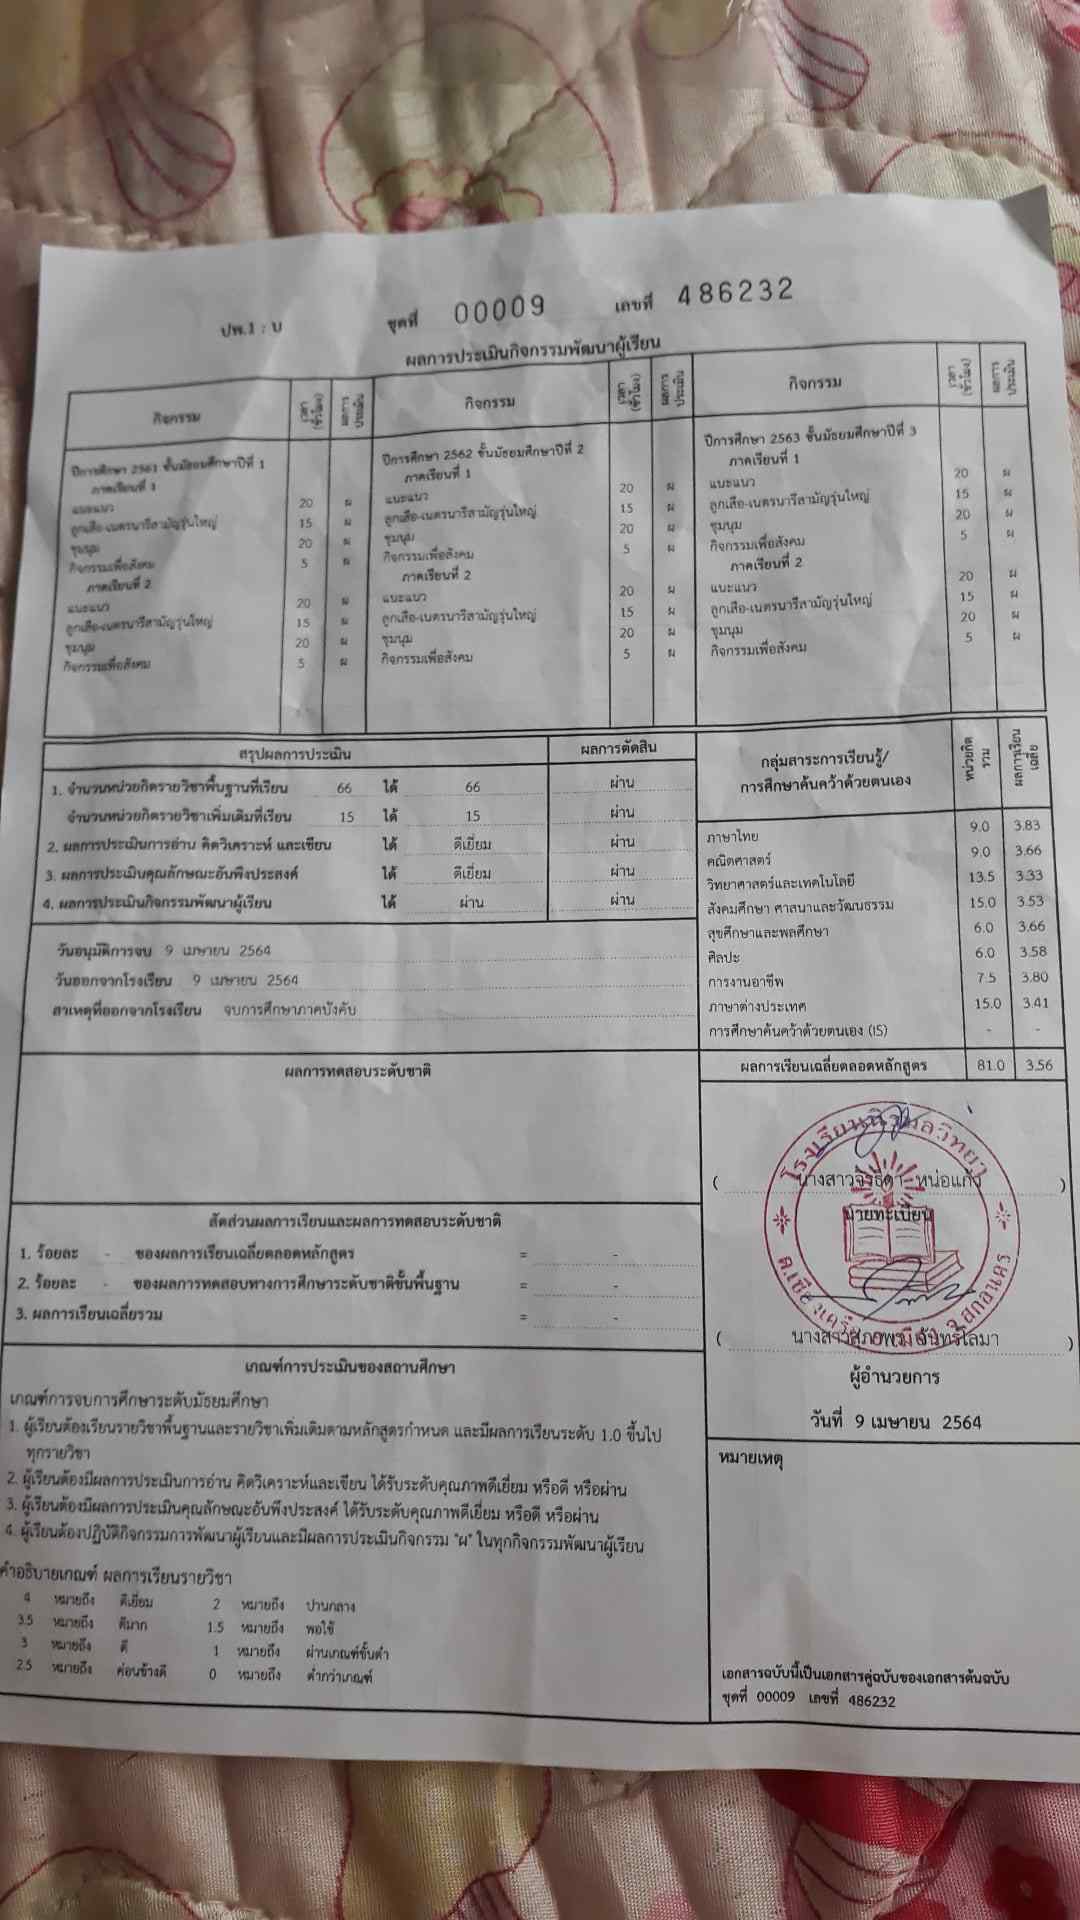 ปพ.1 : บ ชุดที่ 00009 เลขที่ 486232
ผลการประเมินกิจกรรมพัฒนาผู้เรียน
กิจกรรม เวลา (ชั่วโมง) ผลการประเมิน กิจกรรม เวลา (ชั่วโมง) ผลการประเมิน กิจกรรม เวลา (ชั่วโมง) ผลการประเมิน
ปีการศึกษา 2561 ชั้นมัธยมศึกษาปีที่ 1
ภาคเรียนที่ 1
แนะแนว 20 ผ
ลูกเสือ-เนตรนารีสามัญรุ่นใหญ่ 15 ผ
ชุมนุม 20 ผ
กิจกรรมเพื่อสังคม 5 ผ
ภาคเรียนที่ 2
แนะแนว 20 ผ
ลูกเสือ-เนตรนารีสามัญรุ่นใหญ่ 15 ผ
ชุมนุม 20 ผ
กิจกรรมเพื่อสังคม 5 ผ
ปีการศึกษา 2562 ชั้นมัธยมศึกษาปีที่ 2
ภาคเรียนที่ 1
แนะแนว 20 ผ
ลูกเสือ-เนตรนารีสามัญรุ่นใหญ่ 15 ผ
ชุมนุม 20 ผ
กิจกรรมเพื่อสังคม 5 ผ
ภาคเรียนที่ 2
แนะแนว 20 ผ
ลูกเสือ-เนตรนารีสามัญรุ่นใหญ่ 15 ผ
ชุมนุม 20 ผ
กิจกรรมเพื่อสังคม 5 ผ
ปีการศึกษา 2563 ชั้นมัธยมศึกษาปีที่ 3
ภาคเรียนที่ 1
แนะแนว 20 ผ
ลูกเสือ-เนตรนารีสามัญรุ่นใหญ่ 15 ผ
ชุมนุม 20 ผ
กิจกรรมเพื่อสังคม 5 ผ
ภาคเรียนที่ 2
แนะแนว 20 ผ
ลูกเสือ-เนตรนารีสามัญรุ่นใหญ่ 15 ผ
ชุมนุม 20 ผ
กิจกรรมเพื่อสังคม 5 ผ
สรุปผลการประเมิน ผลการตัดสิน
1. จำนวนหน่วยกิตรายวิชาพื้นฐานที่เรียน 66 ได้ 66 ผ่าน
จำนวนหน่วยกิตรายวิชาเพิ่มเติมที่เรียน 15 ได้ 15 ผ่าน
2. ผลการประเมินการอ่าน คิดวิเคราะห์ และเขียน ได้ ดีเยี่ยม ผ่าน
3. ผลการประเมินคุณลักษณะอันพึงประสงค์ ได้ ดีเยี่ยม ผ่าน
4. ผลการประเมินกิจกรรมพัฒนาผู้เรียน ได้ ผ่าน ผ่าน
วันอนุมัติการจบ 9 เมษายน 2564
วันออกจากโรงเรียน 9 เมษายน 2564
สาเหตุที่ออกจากโรงเรียน จบการศึกษาภาคบังคับ
กลุ่มสาระการเรียนรู้/ หน่วยกิตรวม ผลการเรียนเฉลี่ย
การศึกษาค้นคว้าด้วยตนเอง
ภาษาไทย 9.0 3.83
คณิตศาสตร์ 9.0 3.66
วิทยาศาสตร์และเทคโนโลยี 13.5 3.33
สังคมศึกษา ศาสนาและวัฒนธรรม 15.0 3.53
สุขศึกษาและพลศึกษา 6.0 3.66
ศิลปะ 6.0 3.58
การงานอาชีพ 7.5 3.80
ภาษาต่างประเทศ 15.0 3.41
การศึกษาค้นคว้าด้วยตนเอง (IS) - -
ผลการเรียนเฉลี่ยตลอดหลักสูตร 81.0 3.56
ผลการทดสอบระดับชาติ
สัดส่วนผลการเรียนและผลการทดสอบระดับชาติ
1. ร้อยละ - ของผลการเรียนเฉลี่ยตลอดหลักสูตร = -
2. ร้อยละ - ของผลการทดสอบทางการศึกษาระดับชาติขั้นพื้นฐาน = -
3. ผลการเรียนเฉลี่ยรวม = -
( นางสาวจิรธิดา หน่อแก้ว )
นายทะเบียน
( นางสาวสุภาพร จันทร์โลมา )
ผู้อำนวยการ
วันที่ 9 เมษายน 2564
เกณฑ์การประเมินของสถานศึกษา
เกณฑ์การจบการศึกษาระดับมัธยมศึกษา
1. ผู้เรียนต้องเรียนรายวิชาพื้นฐานและรายวิชาเพิ่มเติมตามหลักสูตรกำหนด และมีผลการเรียนระดับ 1.0 ขึ้นไป
ทุกรายวิชา
2. ผู้เรียนต้องมีผลการประเมินการอ่าน คิดวิเคราะห์และเขียน ได้รับระดับคุณภาพดีเยี่ยม หรือดี หรือผ่าน
3. ผู้เรียนต้องมีผลการประเมินคุณลักษณะอันพึงประสงค์ ได้รับระดับคุณภาพดีเยี่ยม หรือดี หรือผ่าน
4. ผู้เรียนต้องปฏิบัติกิจกรรมการพัฒนาผู้เรียนและมีผลการประเมินกิจกรรม "ผ" ในทุกกิจกรรมพัฒนาผู้เรียน
คำอธิบายเกณฑ์ ผลการเรียนรายวิชา
4 หมายถึง ดีเยี่ยม 2 หมายถึง ปานกลาง
3.5 หมายถึง ดีมาก 1.5 หมายถึง พอใช้
3 หมายถึง ดี 1 หมายถึง ผ่านเกณฑ์ขั้นต่ำ
2.5 หมายถึง ค่อนข้างดี 0 หมายถึง ต่ำกว่าเกณฑ์
หมายเหตุ
เอกสารฉบับนี้เป็นเอกสารคู่ฉบับของเอกสารต้นฉบับ
ชุดที่ 00009 เลขที่ 486232